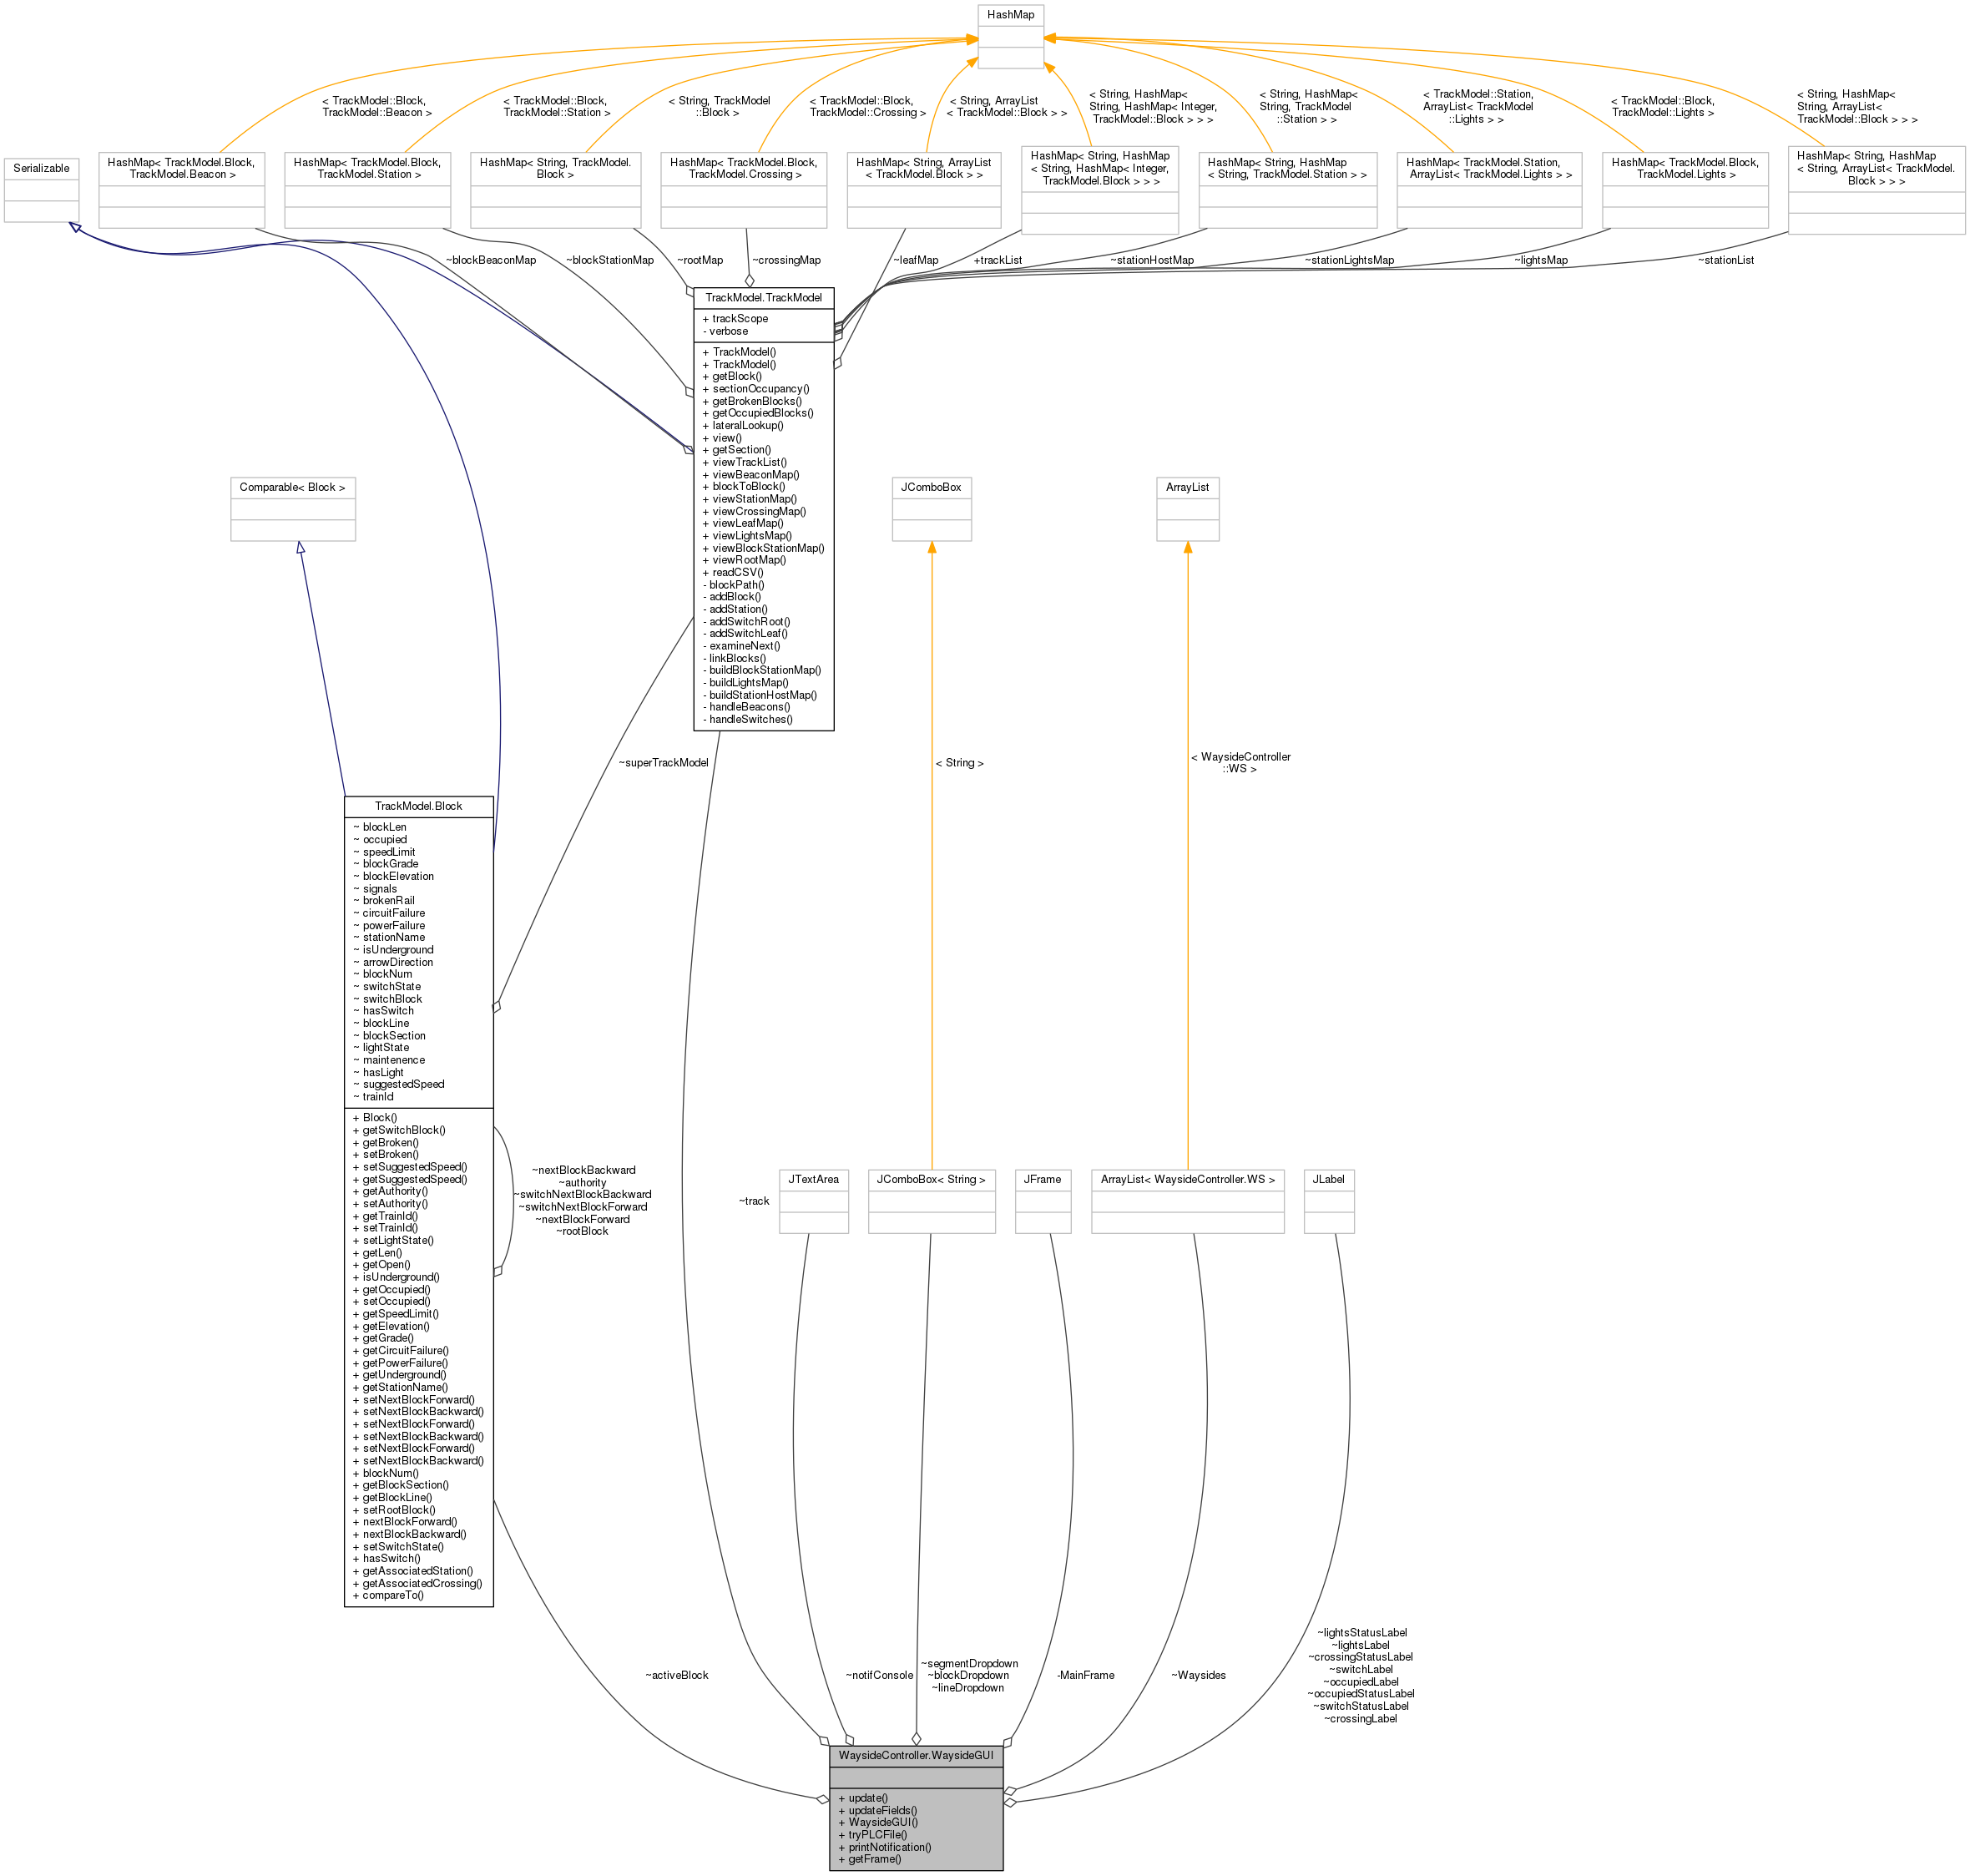 HashMap
< TrackModel::Block,
TrackModel::Beacon >
< TrackModel::Block,
TrackModel::Station >
< String, TrackModel
::Block >
< TrackModel::Block,
TrackModel::Crossing >
< String, ArrayList
< TrackModel::Block > >
< String, HashMap<
String, HashMap< Integer,
TrackModel::Block > > >
< String, HashMap<
String, TrackModel
::Station > >
< TrackModel::Station,
ArrayList< TrackModel
::Lights > >
< TrackModel::Block,
TrackModel::Lights >
< String, HashMap<
String, ArrayList<
TrackModel::Block > > >
Serializable
HashMap< TrackModel.Block,
TrackModel.Beacon >
HashMap< TrackModel.Block,
TrackModel.Station >
HashMap< String, TrackModel.
Block >
HashMap< TrackModel.Block,
TrackModel.Crossing >
HashMap< String, ArrayList
< TrackModel.Block > >
HashMap< String, HashMap
< String, HashMap< Integer,
TrackModel.Block > > >
HashMap< String, HashMap
< String, TrackModel.Station > >
HashMap< TrackModel.Station,
ArrayList< TrackModel.Lights > >
HashMap< TrackModel.Block,
TrackModel.Lights >
HashMap< String, HashMap
< String, ArrayList< TrackModel.
Block > > >
~blockBeaconMap
~blockStationMap
~rootMap
~crossingMap
~leafMap
+trackList
~stationHostMap
~stationLightsMap
~lightsMap
~stationList
TrackModel.TrackModel
+ trackScope
- verbose
+ TrackModel()
+ TrackModel()
+ getBlock()
+ sectionOccupancy()
+ getBrokenBlocks()
+ getOccupiedBlocks()
+ lateralLookup()
+ view()
+ getSection()
+ viewTrackList()
+ viewBeaconMap()
+ blockToBlock()
+ viewStationMap()
+ viewCrossingMap()
+ viewLeafMap()
+ viewLightsMap()
+ viewBlockStationMap()
+ viewRootMap()
+ readCSV()
- blockPath()
- addBlock()
- addStation()
- addSwitchRoot()
- addSwitchLeaf()
- examineNext()
- linkBlocks()
- buildBlockStationMap()
- buildLightsMap()
- buildStationHostMap()
- handleBeacons()
- handleSwitches()
Comparable< Block >
JComboBox
ArrayList
~superTrackModel
< String >
< WaysideController
::WS >
TrackModel.Block
~ blockLen
~ occupied
~ speedLimit
~ blockGrade
~ blockElevation
~ signals
~ brokenRail
~ circuitFailure
~ powerFailure
~ stationName
~ isUnderground
~ arrowDirection
~ blockNum
~ switchState
~ switchBlock
~ hasSwitch
~ blockLine
~ blockSection
~ lightState
~ maintenence
~ hasLight
~ suggestedSpeed
~ trainId
+ Block()
+ getSwitchBlock()
+ getBroken()
+ setBroken()
+ setSuggestedSpeed()
+ getSuggestedSpeed()
+ getAuthority()
+ setAuthority()
+ getTrainId()
+ setTrainId()
+ setLightState()
+ getLen()
+ getOpen()
+ isUnderground()
+ getOccupied()
+ setOccupied()
+ getSpeedLimit()
+ getElevation()
+ getGrade()
+ getCircuitFailure()
+ getPowerFailure()
+ getUnderground()
+ getStationName()
+ setNextBlockForward()
+ setNextBlockBackward()
+ setNextBlockForward()
+ setNextBlockBackward()
+ setNextBlockForward()
+ setNextBlockBackward()
+ blockNum()
+ getBlockSection()
+ getBlockLine()
+ setRootBlock()
+ nextBlockForward()
+ nextBlockBackward()
+ setSwitchState()
+ hasSwitch()
+ getAssociatedStation()
+ getAssociatedCrossing()
+ compareTo()
~nextBlockBackward
~authority
~switchNextBlockBackward
~switchNextBlockForward
~nextBlockForward
~rootBlock
~track
JTextArea
JComboBox< String >
JFrame
ArrayList< WaysideController.WS >
JLabel
~activeBlock
~notifConsole
~segmentDropdown
~blockDropdown
~lineDropdown
-MainFrame
~Waysides
~lightsStatusLabel
~lightsLabel
~crossingStatusLabel
~switchLabel
~occupiedLabel
~occupiedStatusLabel
~switchStatusLabel
~crossingLabel
WaysideController.WaysideGUI
+ update()
+ updateFields()
+ WaysideGUI()
+ tryPLCFile()
+ printNotification()
+ getFrame()